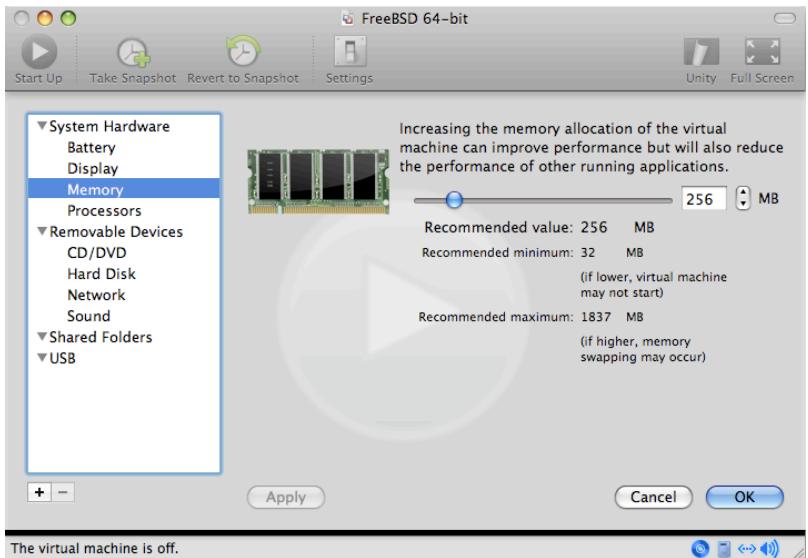 FreeBSD 64-bit
Start Up
Take Snapshot
Revert to Snapshot
Settings
Unity
Full Screen
System Hardware
Battery
Display
Memory
Processors
Removable Devices
CD/DVD
Hard Disk
Network
Sound
Shared Folders
USB
+ −
Increasing the memory allocation of the virtual
machine can improve performance but will also reduce
the performance of other running applications.
256 MB
Recommended value: 256 MB
Recommended minimum: 32 MB
(if lower, virtual machine
may not start)
Recommended maximum: 1837 MB
(if higher, memory
swapping may occur)
Apply
Cancel
OK
The virtual machine is off.